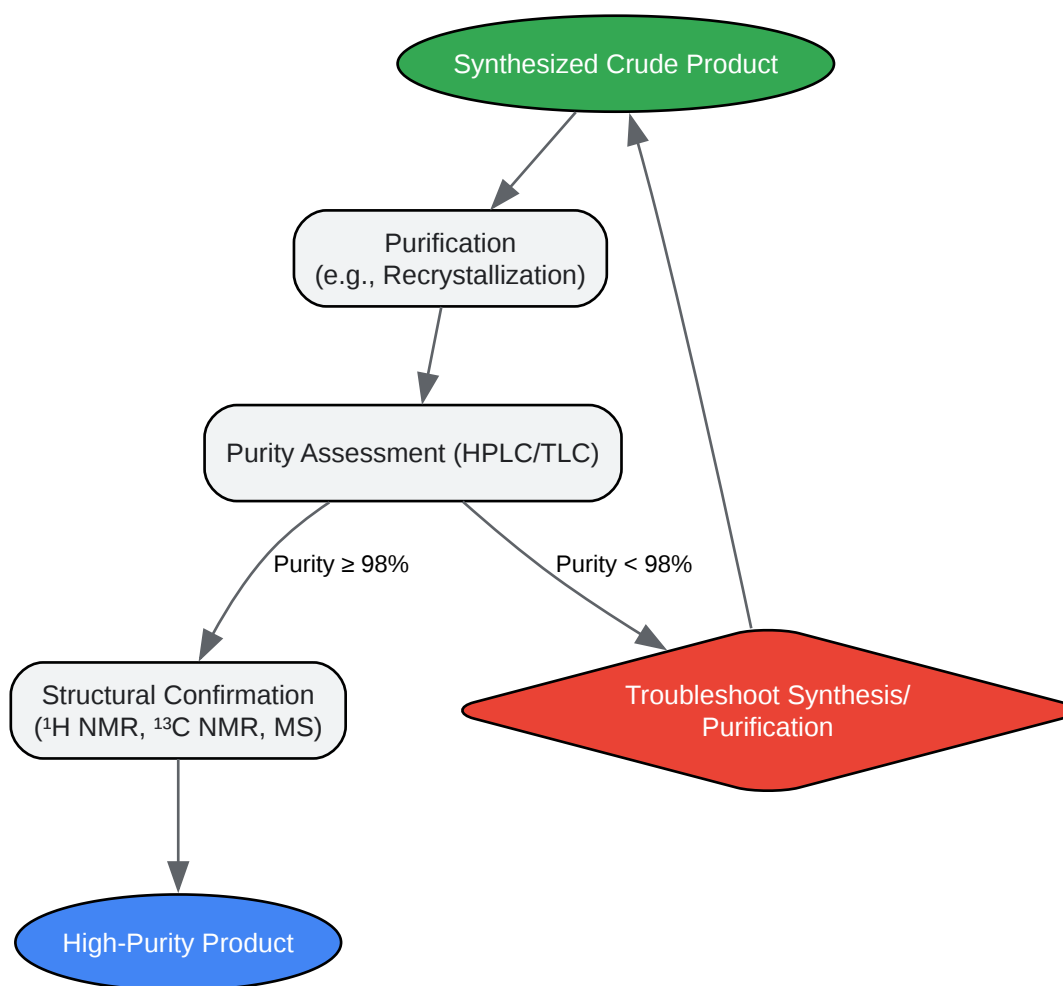 Synthesized Crude Product
Purification
(e.g., Recrystallization)
Purity Assessment (HPLC/TLC)
Purity ≥ 98%
Purity < 98%
Structural Confirmation
(¹H NMR, ¹³C NMR, MS)
Troubleshoot Synthesis/
Purification
High-Purity Product